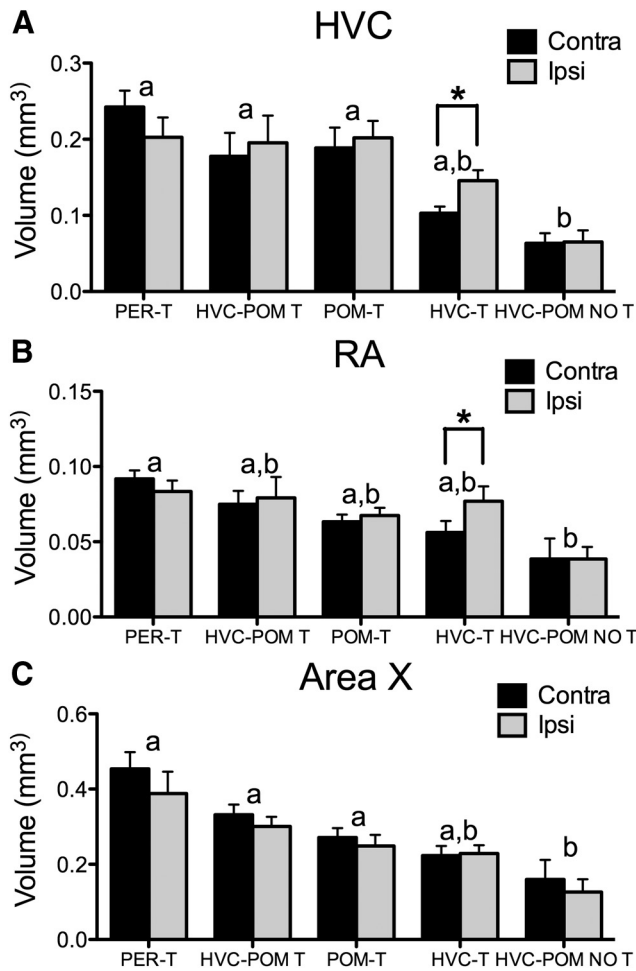 A
HVC
Contra
Ipsi
Volume (mm³)
0.3
0.2
0.1
0.0
a
a
a
*
a,b
b
PER-T
HVC-POM T
POM-T
HVC-T
HVC-POM NO T
B
RA
Contra
Ipsi
Volume (mm³)
0.15
0.10
0.05
0.00
a
a,b
a,b
*
a,b
b
PER-T
HVC-POM T
POM-T
HVC-T
HVC-POM NO T
C
Area X
Contra
Ipsi
Volume (mm³)
0.6
0.4
0.2
0.0
a
a
a
a,b
b
PER-T
HVC-POM T
POM-T
HVC-T
HVC-POM NO T